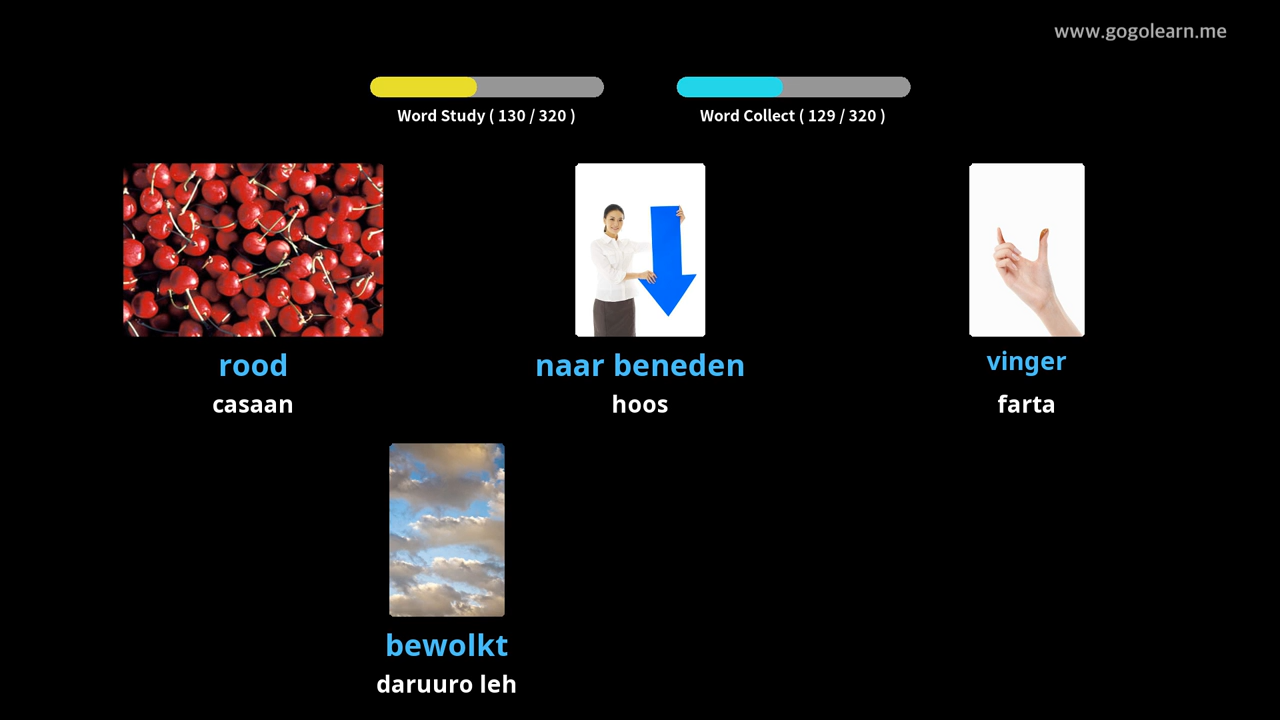 www.gogolearn.me
Word Study ( 130 / 320 )
Word Collect ( 129 / 320 )
rood
casaan
naar beneden
hoos
vinger
farta
bewolkt
daruuro leh